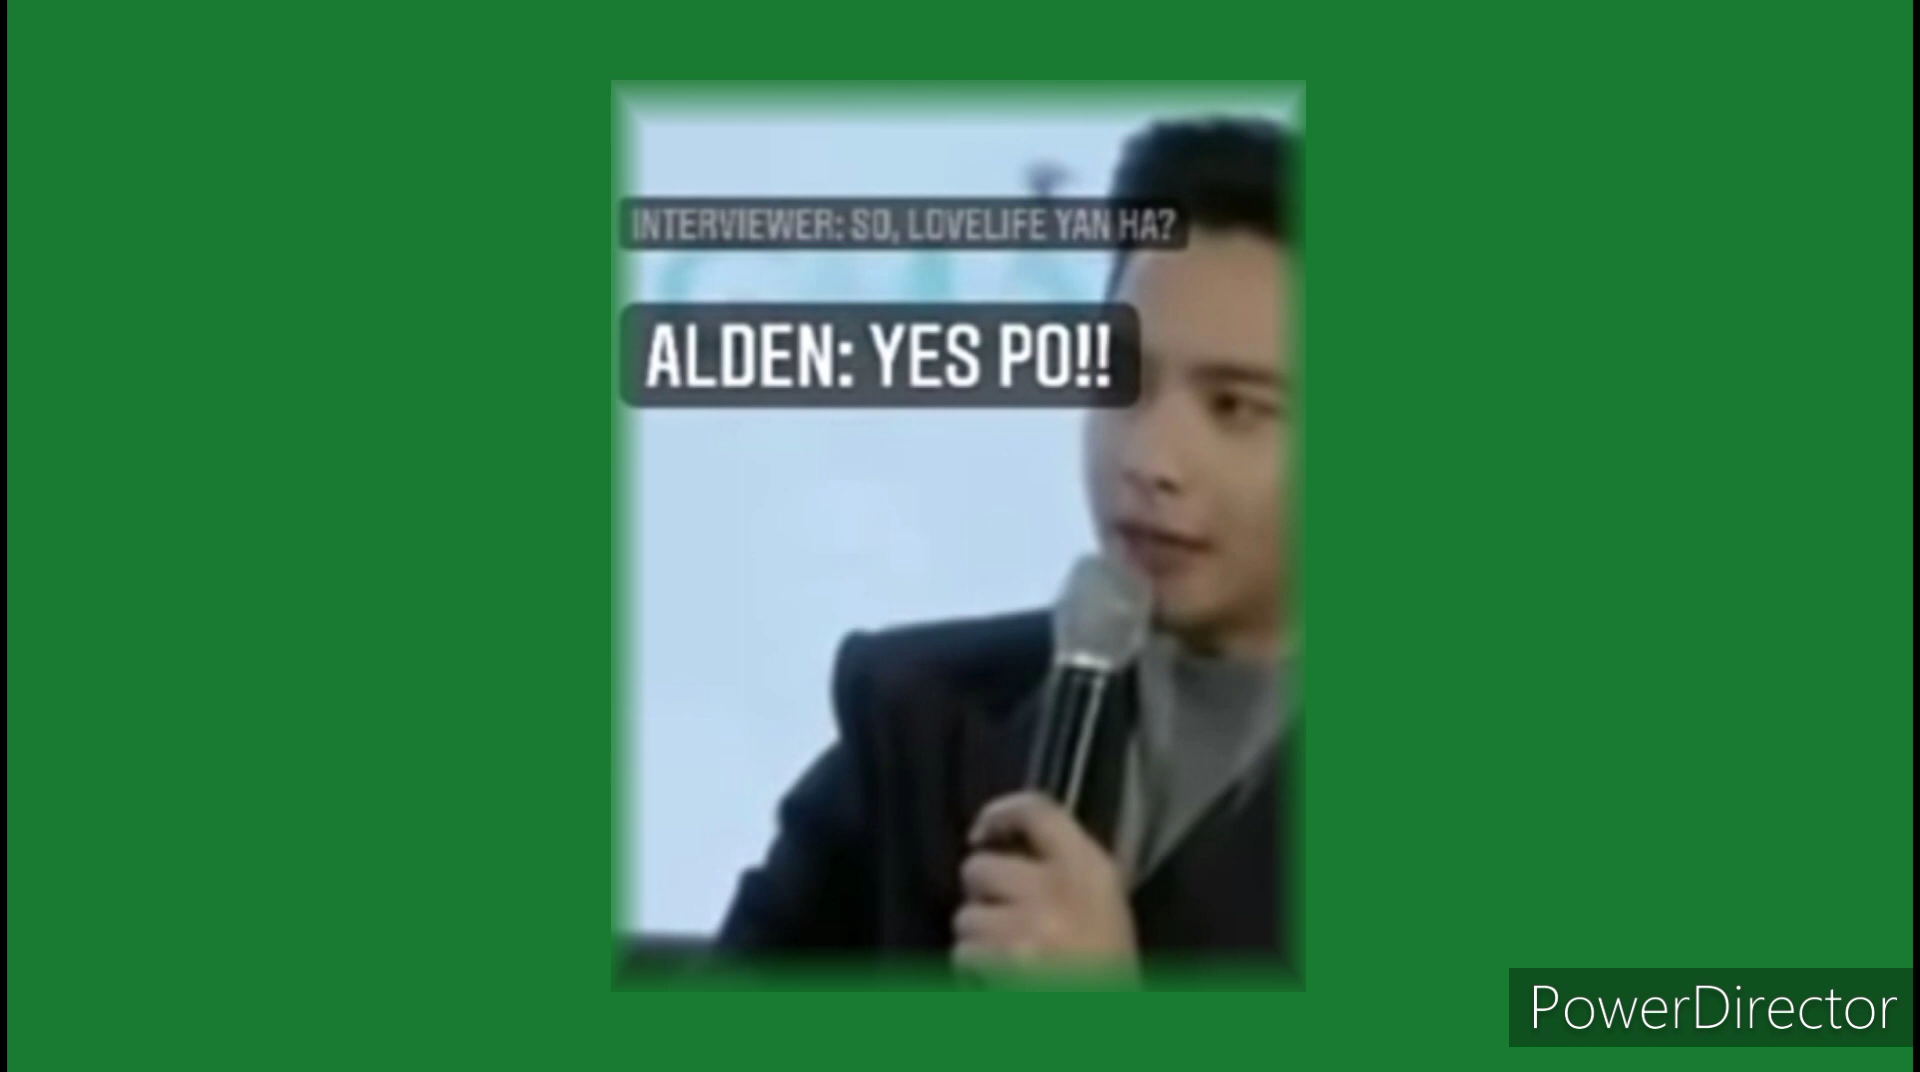 INTERVIEWER: SO, LOVELIFE YAN HA?
ALDEN: YES PO!!
PowerDirector